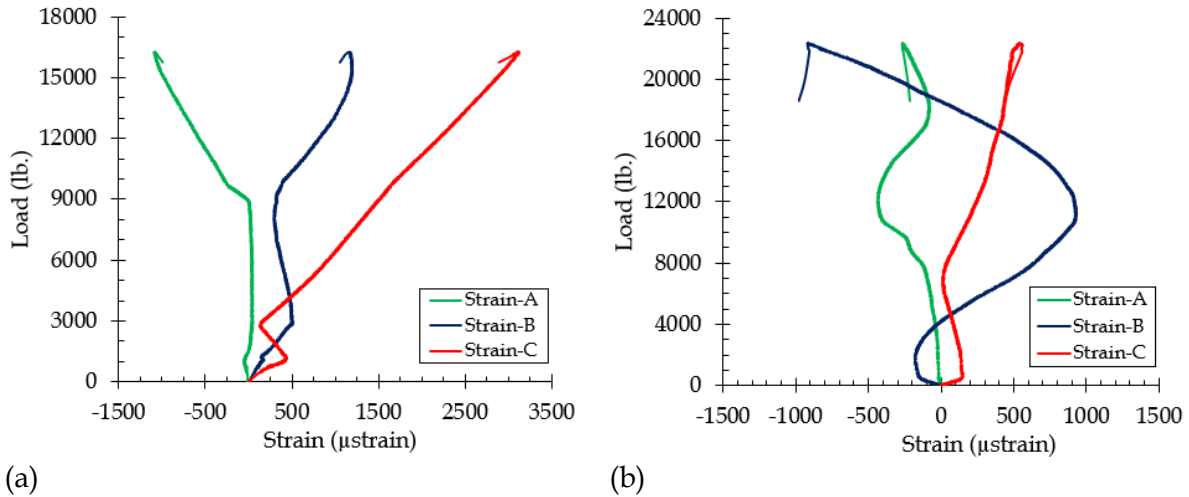 18000
15000
12000
9000
6000
3000
0
Load (lb.)
-1500 -500 500 1500 2500 3500
Strain (μstrain)
Strain-A
Strain-B
Strain-C
(a)
24000
20000
16000
12000
8000
4000
0
Load (lb.)
-1500 -1000 -500 0 500 1000 1500
Strain (μstrain)
Strain-A
Strain-B
Strain-C
(b)